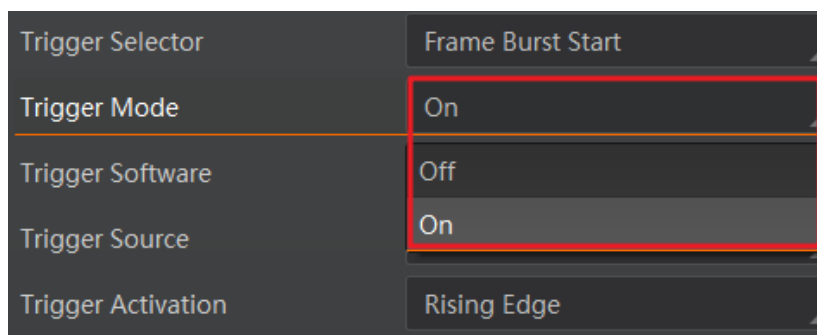 Trigger Selector Frame Burst Start
Trigger Mode On
Trigger Software Off
Trigger Source On
Trigger Activation Rising Edge